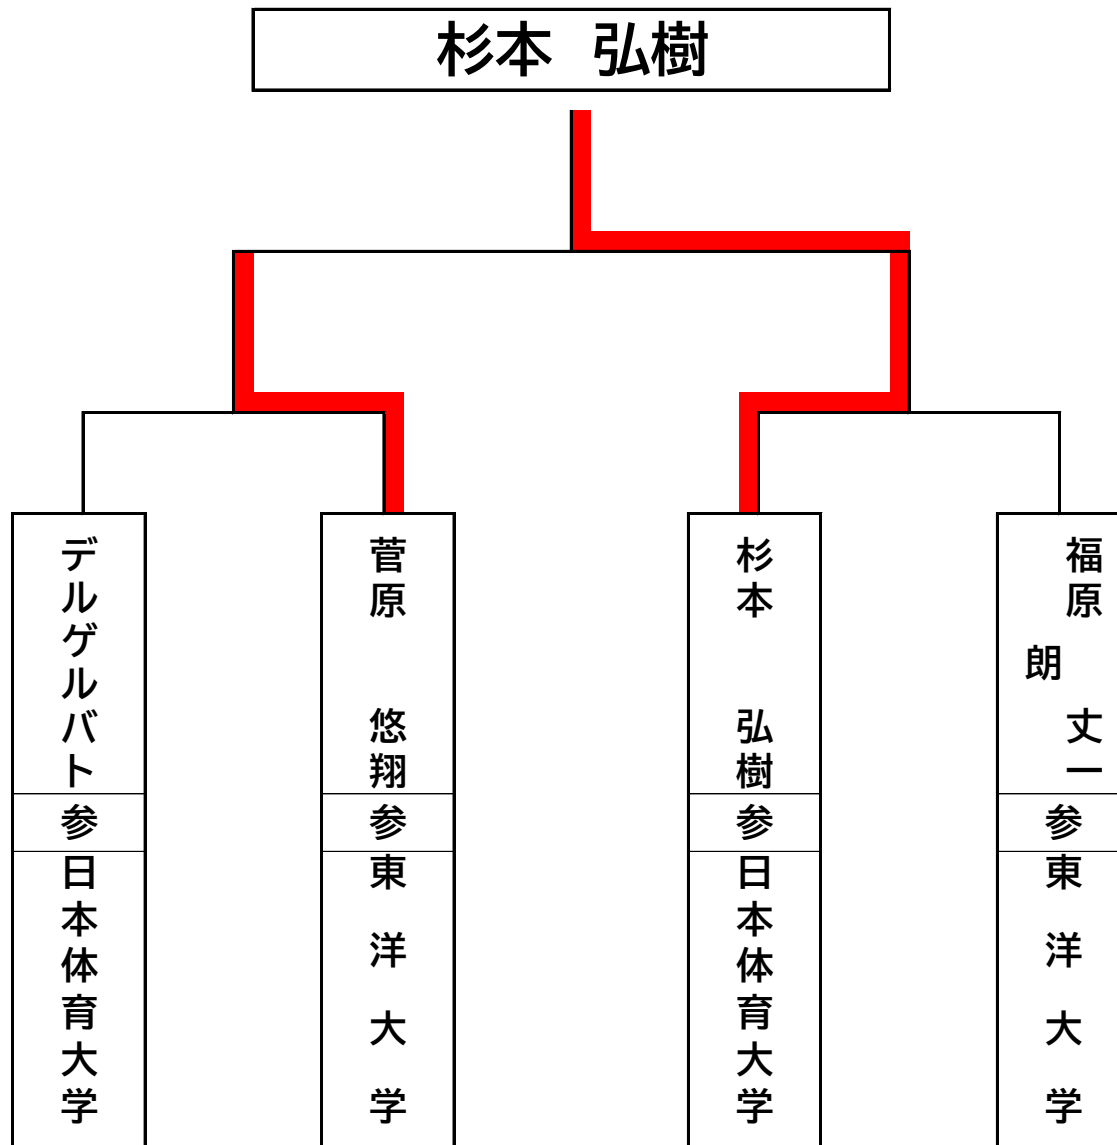 杉本 弘樹
デルゲルバト
参
日本体育大学
菅原 悠翔
参
東洋大学
杉本 弘樹
参
日本体育大学
福原 丈一
朗
参
東洋大学